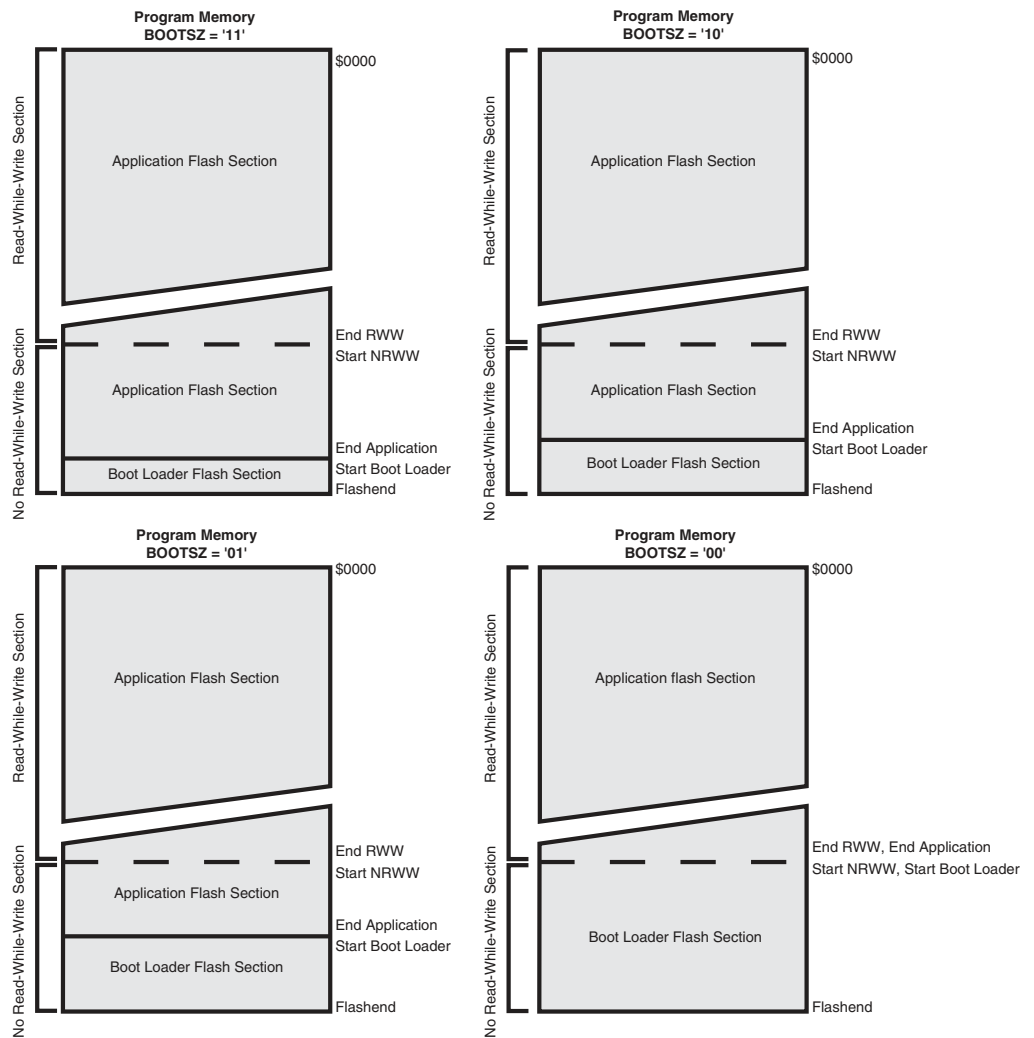 Program Memory
BOOTSZ = '11'
$0000
Read-While-Write Section
Application Flash Section
End RWW
Start NRWW
No Read-While-Write Section
Application Flash Section
End Application
Start Boot Loader
Boot Loader Flash Section
Flashend
Program Memory
BOOTSZ = '10'
$0000
Read-While-Write Section
Application Flash Section
End RWW
Start NRWW
No Read-While-Write Section
Application Flash Section
End Application
Start Boot Loader
Boot Loader Flash Section
Flashend
Program Memory
BOOTSZ = '01'
$0000
Read-While-Write Section
Application Flash Section
End RWW
Start NRWW
No Read-While-Write Section
Application Flash Section
End Application
Start Boot Loader
Boot Loader Flash Section
Flashend
Program Memory
BOOTSZ = '00'
$0000
Read-While-Write Section
Application flash Section
End RWW, End Application
Start NRWW, Start Boot Loader
No Read-While-Write Section
Boot Loader Flash Section
Flashend